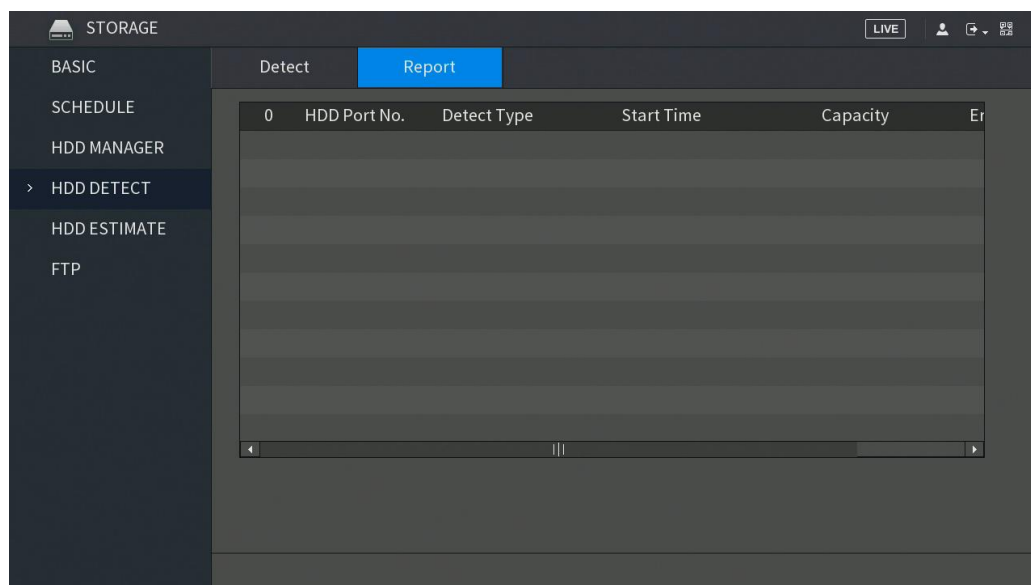 STORAGE
LIVE
BASIC
Detect
Report
SCHEDULE
0 HDD Port No. Detect Type Start Time Capacity Er
HDD MANAGER
HDD DETECT
HDD ESTIMATE
FTP